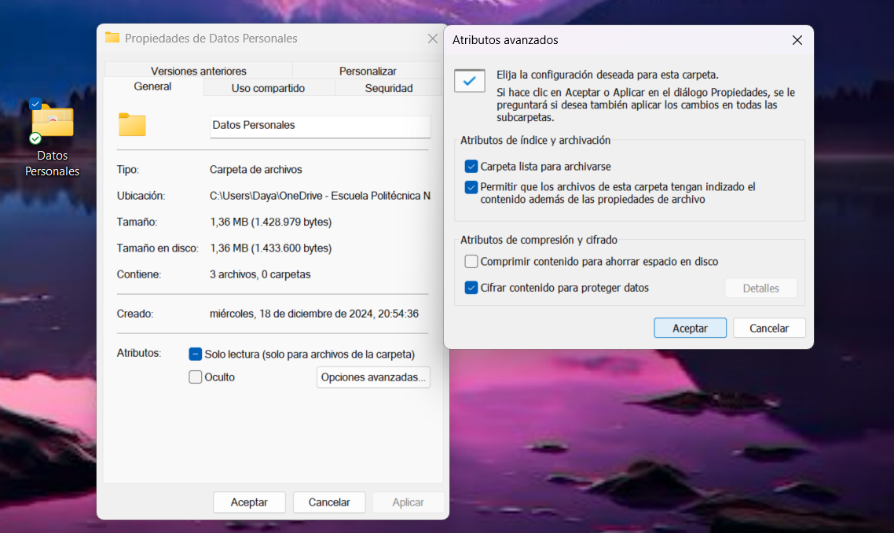 Datos
Personales
Propiedades de Datos Personales
Versiones anteriores
Personalizar
General
Uso compartido
Seguridad
Datos Personales
Tipo:
Carpeta de archivos
Ubicación:
C:\Users\Daya\OneDrive - Escuela Politécnica N
Tamaño:
1,36 MB (1.428.979 bytes)
Tamaño en disco:
1,36 MB (1.433.600 bytes)
Contiene:
3 archivos, 0 carpetas
Creado:
miércoles, 18 de diciembre de 2024, 20:54:36
Atributos:
Solo lectura (solo para archivos de la carpeta)
Oculto
Opciones avanzadas...
Aceptar
Cancelar
Aplicar
Atributos avanzados
Elija la configuración deseada para esta carpeta.
Si hace clic en Aceptar o Aplicar en el diálogo Propiedades, se le
preguntará si desea también aplicar los cambios en todas las
subcarpetas.
Atributos de índice y archivación
Carpeta lista para archivarse
Permitir que los archivos de esta carpeta tengan indizado el
contenido además de las propiedades de archivo
Atributos de compresión y cifrado
Comprimir contenido para ahorrar espacio en disco
Cifrar contenido para proteger datos
Detalles
Aceptar
Cancelar